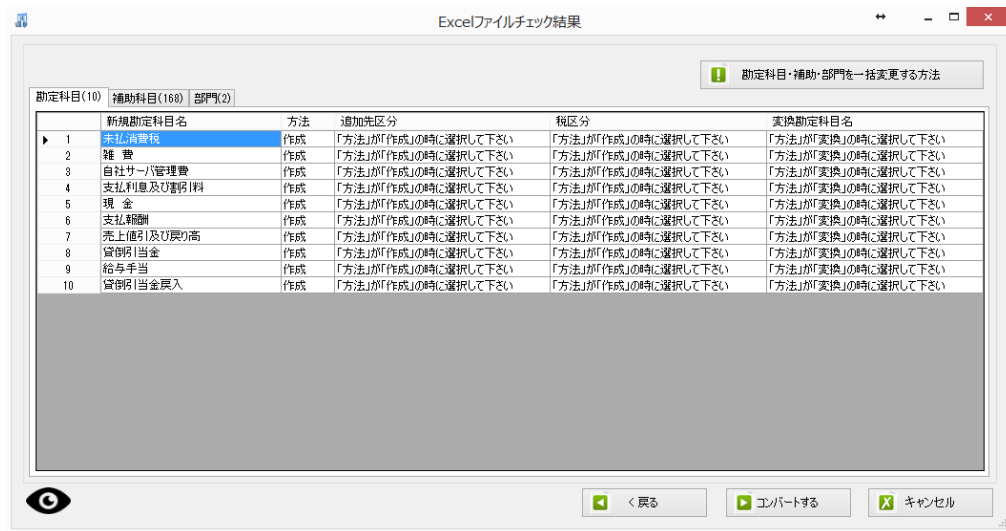 Excelファイルチェック結果
勘定科目・補助・部門を一括変更する方法
勘定科目(10) 補助科目(168) 部門(2)
新規勘定科目名 方法 追加先区分 税区分 変換勘定科目名
1 未払消費税 作成 「方法」が「作成」の時に選択して下さい 「方法」が「作成」の時に選択して下さい 「方法」が「変換」の時に選択して下さい
2 雑　費 作成 「方法」が「作成」の時に選択して下さい 「方法」が「作成」の時に選択して下さい 「方法」が「変換」の時に選択して下さい
3 自社サーバ管理費 作成 「方法」が「作成」の時に選択して下さい 「方法」が「作成」の時に選択して下さい 「方法」が「変換」の時に選択して下さい
4 支払利息及び割引料 作成 「方法」が「作成」の時に選択して下さい 「方法」が「作成」の時に選択して下さい 「方法」が「変換」の時に選択して下さい
5 現　金 作成 「方法」が「作成」の時に選択して下さい 「方法」が「作成」の時に選択して下さい 「方法」が「変換」の時に選択して下さい
6 支払報酬 作成 「方法」が「作成」の時に選択して下さい 「方法」が「作成」の時に選択して下さい 「方法」が「変換」の時に選択して下さい
7 売上値引及び戻り高 作成 「方法」が「作成」の時に選択して下さい 「方法」が「作成」の時に選択して下さい 「方法」が「変換」の時に選択して下さい
8 貸倒引当金 作成 「方法」が「作成」の時に選択して下さい 「方法」が「作成」の時に選択して下さい 「方法」が「変換」の時に選択して下さい
9 給与手当 作成 「方法」が「作成」の時に選択して下さい 「方法」が「作成」の時に選択して下さい 「方法」が「変換」の時に選択して下さい
10 貸倒引当金戻入 作成 「方法」が「作成」の時に選択して下さい 「方法」が「作成」の時に選択して下さい 「方法」が「変換」の時に選択して下さい
＜戻る コンバートする キャンセル